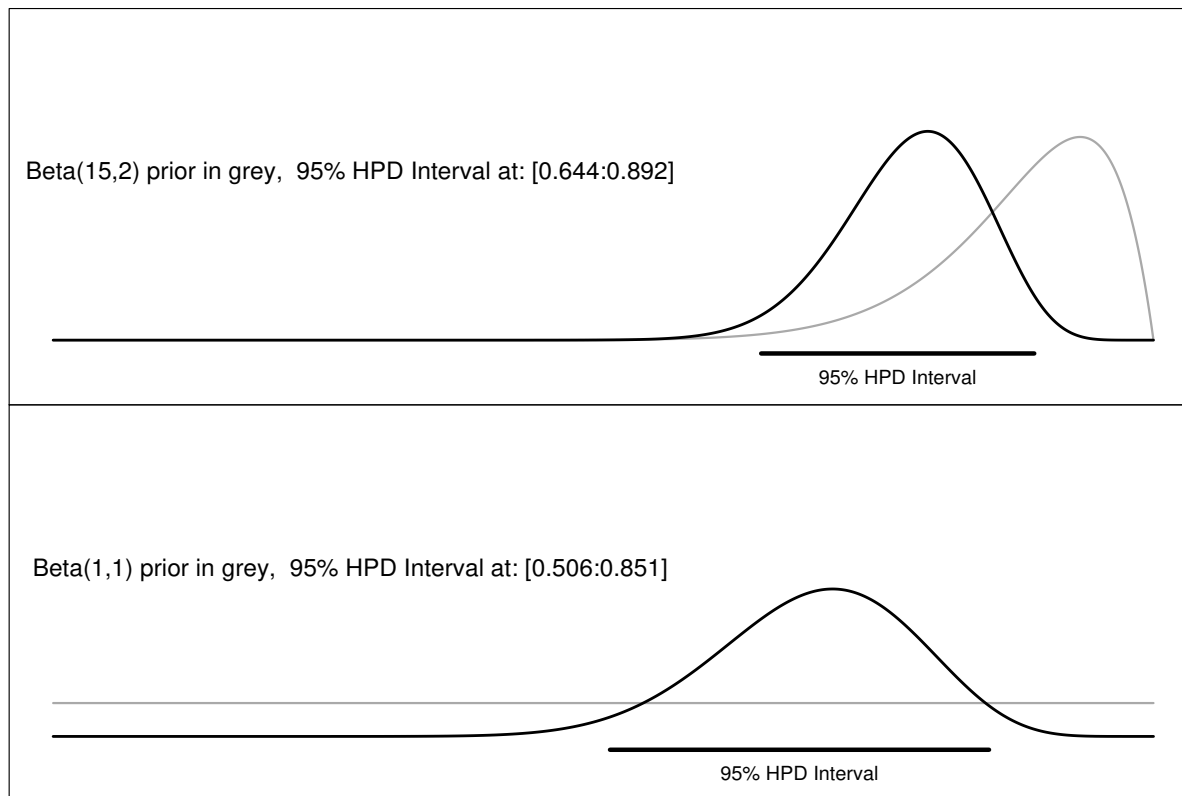 Beta(15,2) prior in grey,  95% HPD Interval at: [0.644:0.892]
95% HPD Interval
Beta(1,1) prior in grey,  95% HPD Interval at: [0.506:0.851]
95% HPD Interval